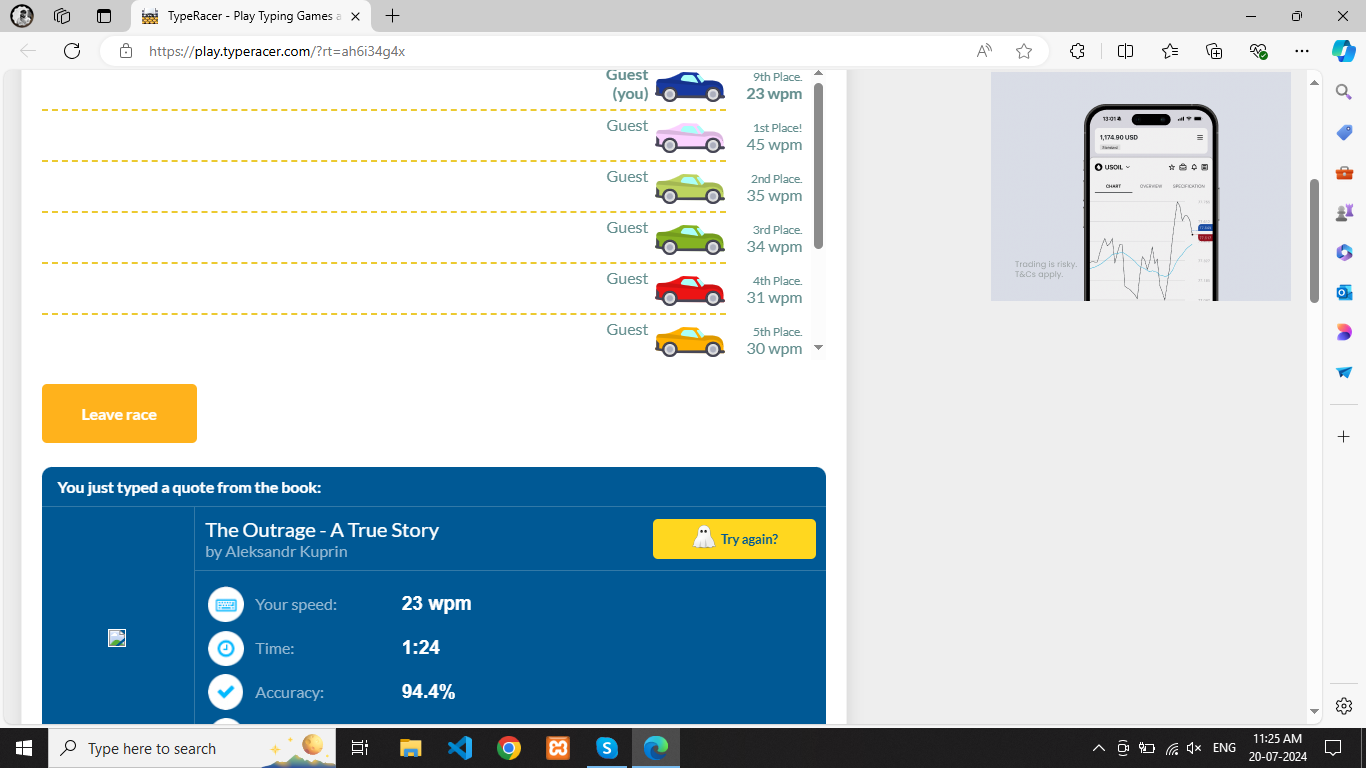 TypeRacer - Play Typing Games a
https://play.typeracer.com/?rt=ah6i34g4x
Guest
(you)
9th Place.
23 wpm
Guest
1st Place!
45 wpm
Guest
2nd Place.
35 wpm
Guest
3rd Place.
34 wpm
Guest
4th Place.
31 wpm
Guest
5th Place.
30 wpm
13:01
1,174.90 USD
USOIL
CHART OVERVIEW SPECIFICATION
Trading is risky.
T&Cs apply.
Leave race
You just typed a quote from the book:
The Outrage - A True Story
by Aleksandr Kuprin
Try again?
Your speed: 23 wpm
Time: 1:24
Accuracy: 94.4%
Type here to search
ENG
11:25 AM
20-07-2024